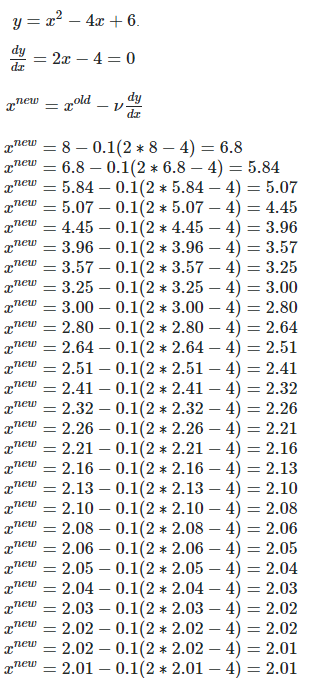 y = x² − 4x + 6.
dy/dx = 2x − 4 = 0
x^new = x^old − ν dy/dx
x^new = 8 − 0.1(2 ∗ 8 − 4) = 6.8
x^new = 6.8 − 0.1(2 ∗ 6.8 − 4) = 5.84
x^new = 5.84 − 0.1(2 ∗ 5.84 − 4) = 5.07
x^new = 5.07 − 0.1(2 ∗ 5.07 − 4) = 4.45
x^new = 4.45 − 0.1(2 ∗ 4.45 − 4) = 3.96
x^new = 3.96 − 0.1(2 ∗ 3.96 − 4) = 3.57
x^new = 3.57 − 0.1(2 ∗ 3.57 − 4) = 3.25
x^new = 3.25 − 0.1(2 ∗ 3.25 − 4) = 3.00
x^new = 3.00 − 0.1(2 ∗ 3.00 − 4) = 2.80
x^new = 2.80 − 0.1(2 ∗ 2.80 − 4) = 2.64
x^new = 2.64 − 0.1(2 ∗ 2.64 − 4) = 2.51
x^new = 2.51 − 0.1(2 ∗ 2.51 − 4) = 2.41
x^new = 2.41 − 0.1(2 ∗ 2.41 − 4) = 2.32
x^new = 2.32 − 0.1(2 ∗ 2.32 − 4) = 2.26
x^new = 2.26 − 0.1(2 ∗ 2.26 − 4) = 2.21
x^new = 2.21 − 0.1(2 ∗ 2.21 − 4) = 2.16
x^new = 2.16 − 0.1(2 ∗ 2.16 − 4) = 2.13
x^new = 2.13 − 0.1(2 ∗ 2.13 − 4) = 2.10
x^new = 2.10 − 0.1(2 ∗ 2.10 − 4) = 2.08
x^new = 2.08 − 0.1(2 ∗ 2.08 − 4) = 2.06
x^new = 2.06 − 0.1(2 ∗ 2.06 − 4) = 2.05
x^new = 2.05 − 0.1(2 ∗ 2.05 − 4) = 2.04
x^new = 2.04 − 0.1(2 ∗ 2.04 − 4) = 2.03
x^new = 2.03 − 0.1(2 ∗ 2.03 − 4) = 2.02
x^new = 2.02 − 0.1(2 ∗ 2.02 − 4) = 2.02
x^new = 2.02 − 0.1(2 ∗ 2.02 − 4) = 2.01
x^new = 2.01 − 0.1(2 ∗ 2.01 − 4) = 2.01